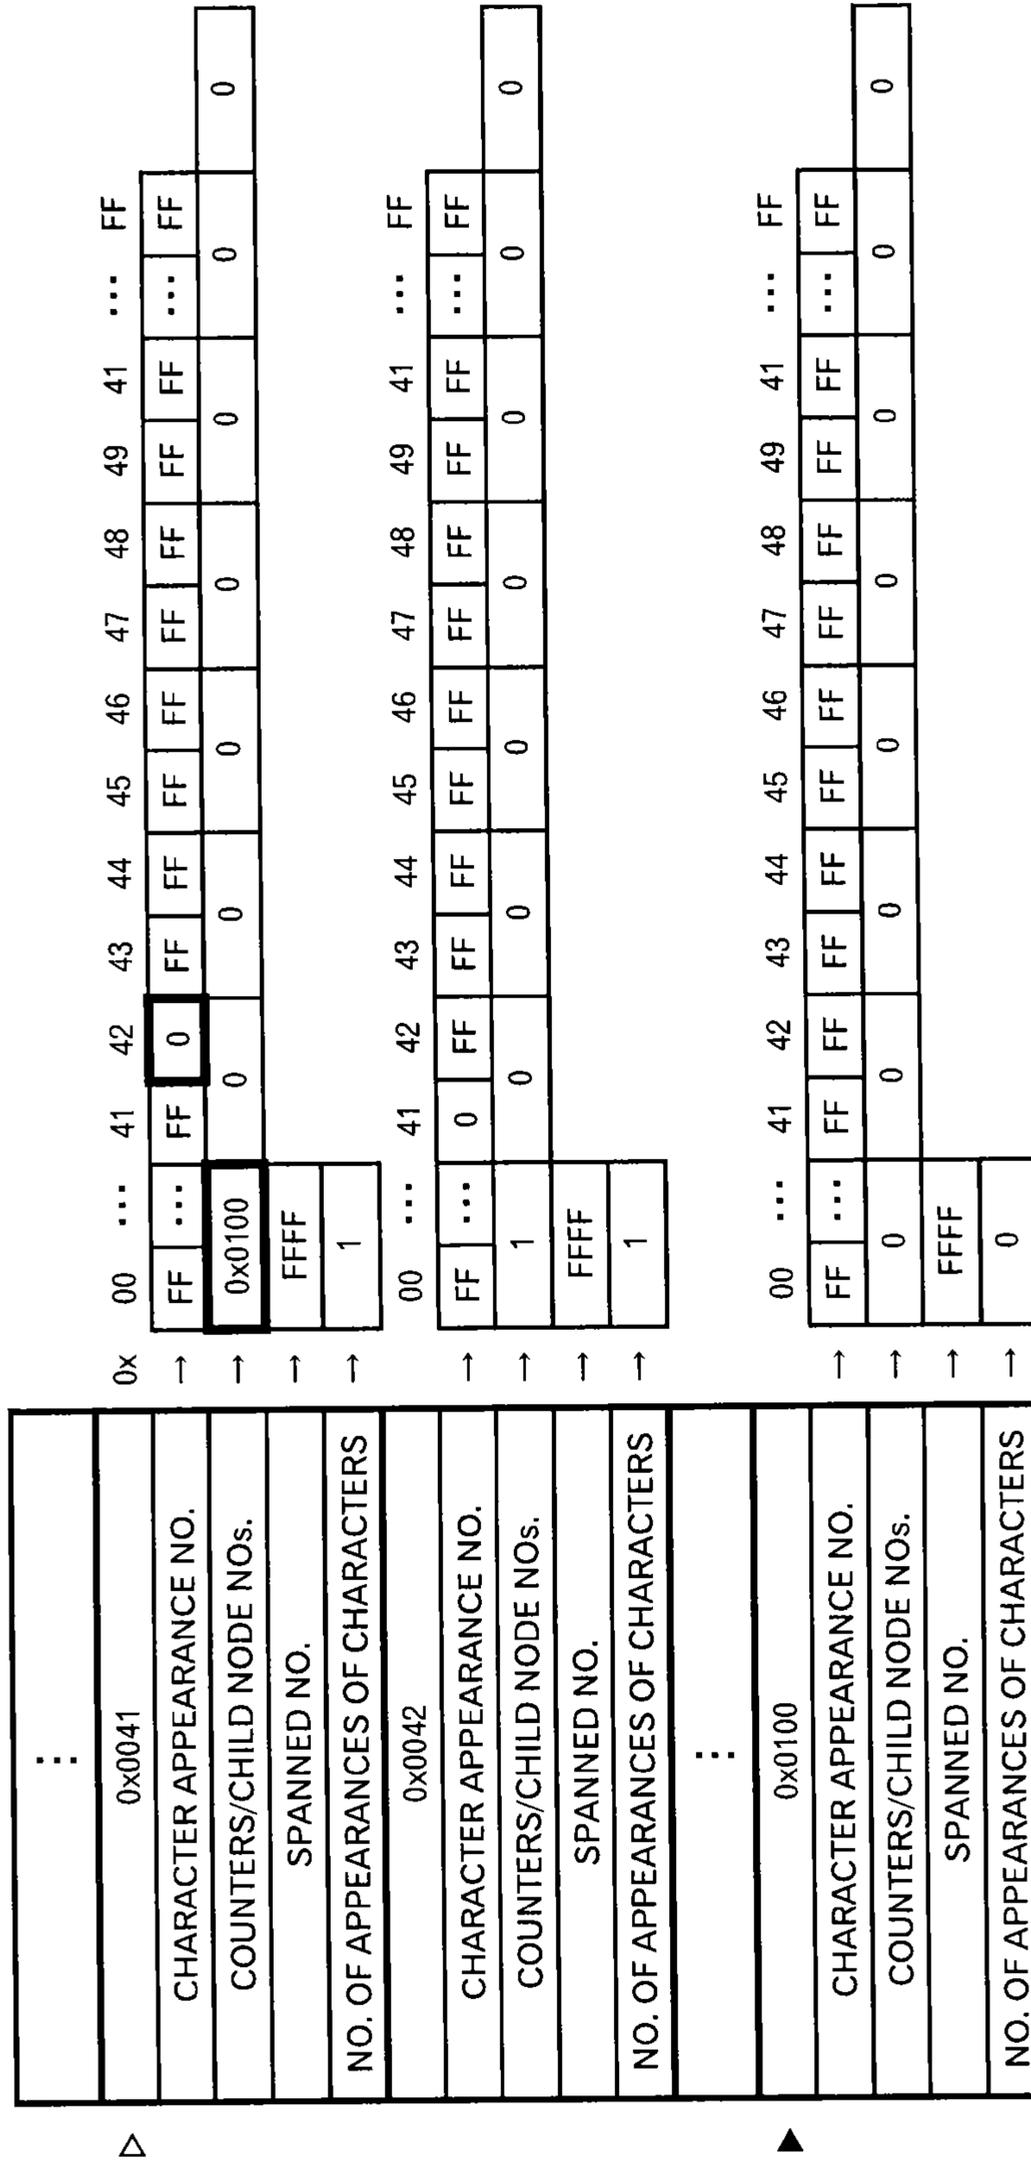 ⋮
0x 00 ... 41 42 43 44 45 46 47 48 49 41 ... FF
0x0041
CHARACTER APPEARANCE NO. → FF ... FF 0 FF FF FF FF FF FF FF FF ... FF
COUNTERS/CHILD NODE NOs. → 0x0100 0 0 0 0 0 0 0
SPANNED NO. → FFFF
NO. OF APPEARANCES OF CHARACTERS → 1
00 ... 41 42 43 44 45 46 47 48 49 41 ... FF
0x0042
CHARACTER APPEARANCE NO. → FF ... 0 FF FF FF FF FF FF FF FF FF ... FF
COUNTERS/CHILD NODE NOs. → 1 0 0 0 0 0 0 0
SPANNED NO. → FFFF
NO. OF APPEARANCES OF CHARACTERS → 1
⋮
00 ... 41 42 43 44 45 46 47 48 49 41 ... FF
0x0100
CHARACTER APPEARANCE NO. → FF ... FF FF FF FF FF FF FF FF FF FF ... FF
COUNTERS/CHILD NODE NOs. → 0 0 0 0 0 0 0 0
SPANNED NO. → FFFF
NO. OF APPEARANCES OF CHARACTERS → 0